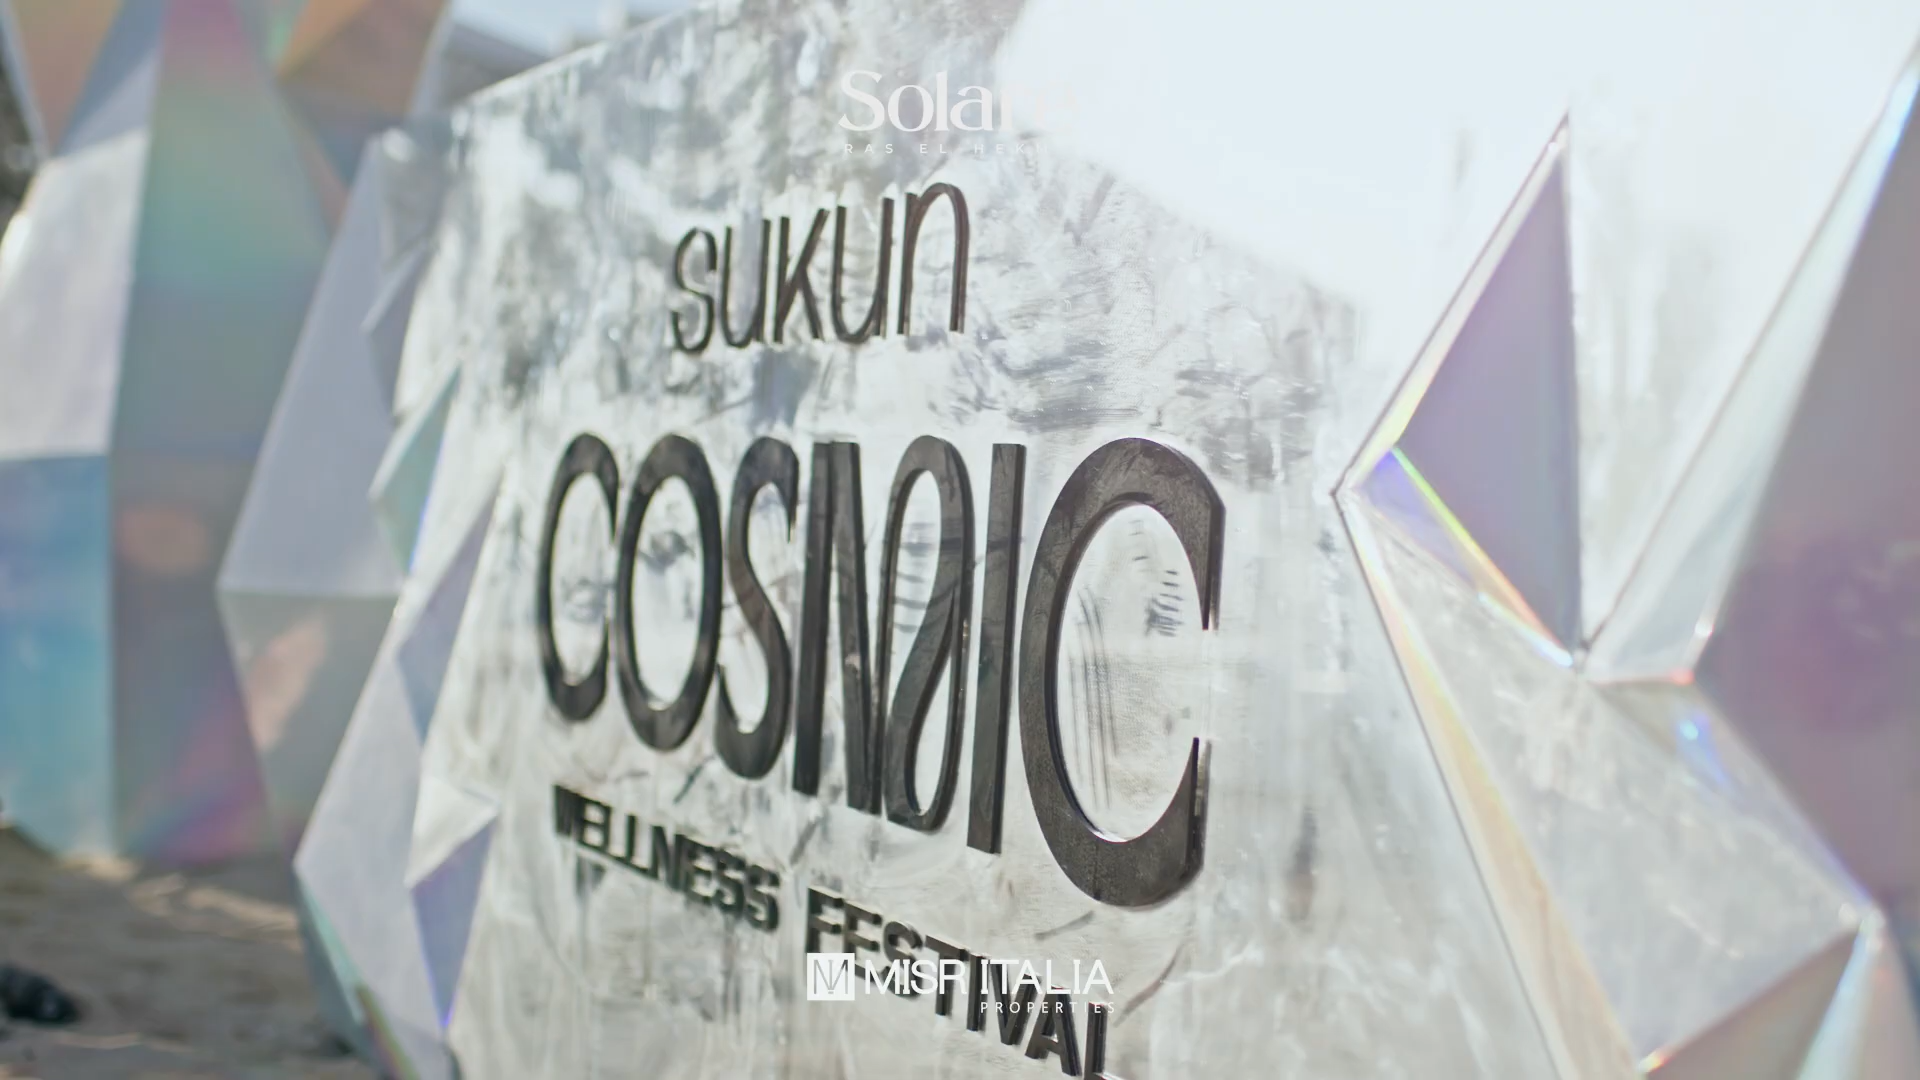 Solare
RAS EL HEKMA
sukun
COSMIC
WELLNESS FESTIVAL
MISR ITALIA
PROPERTIES